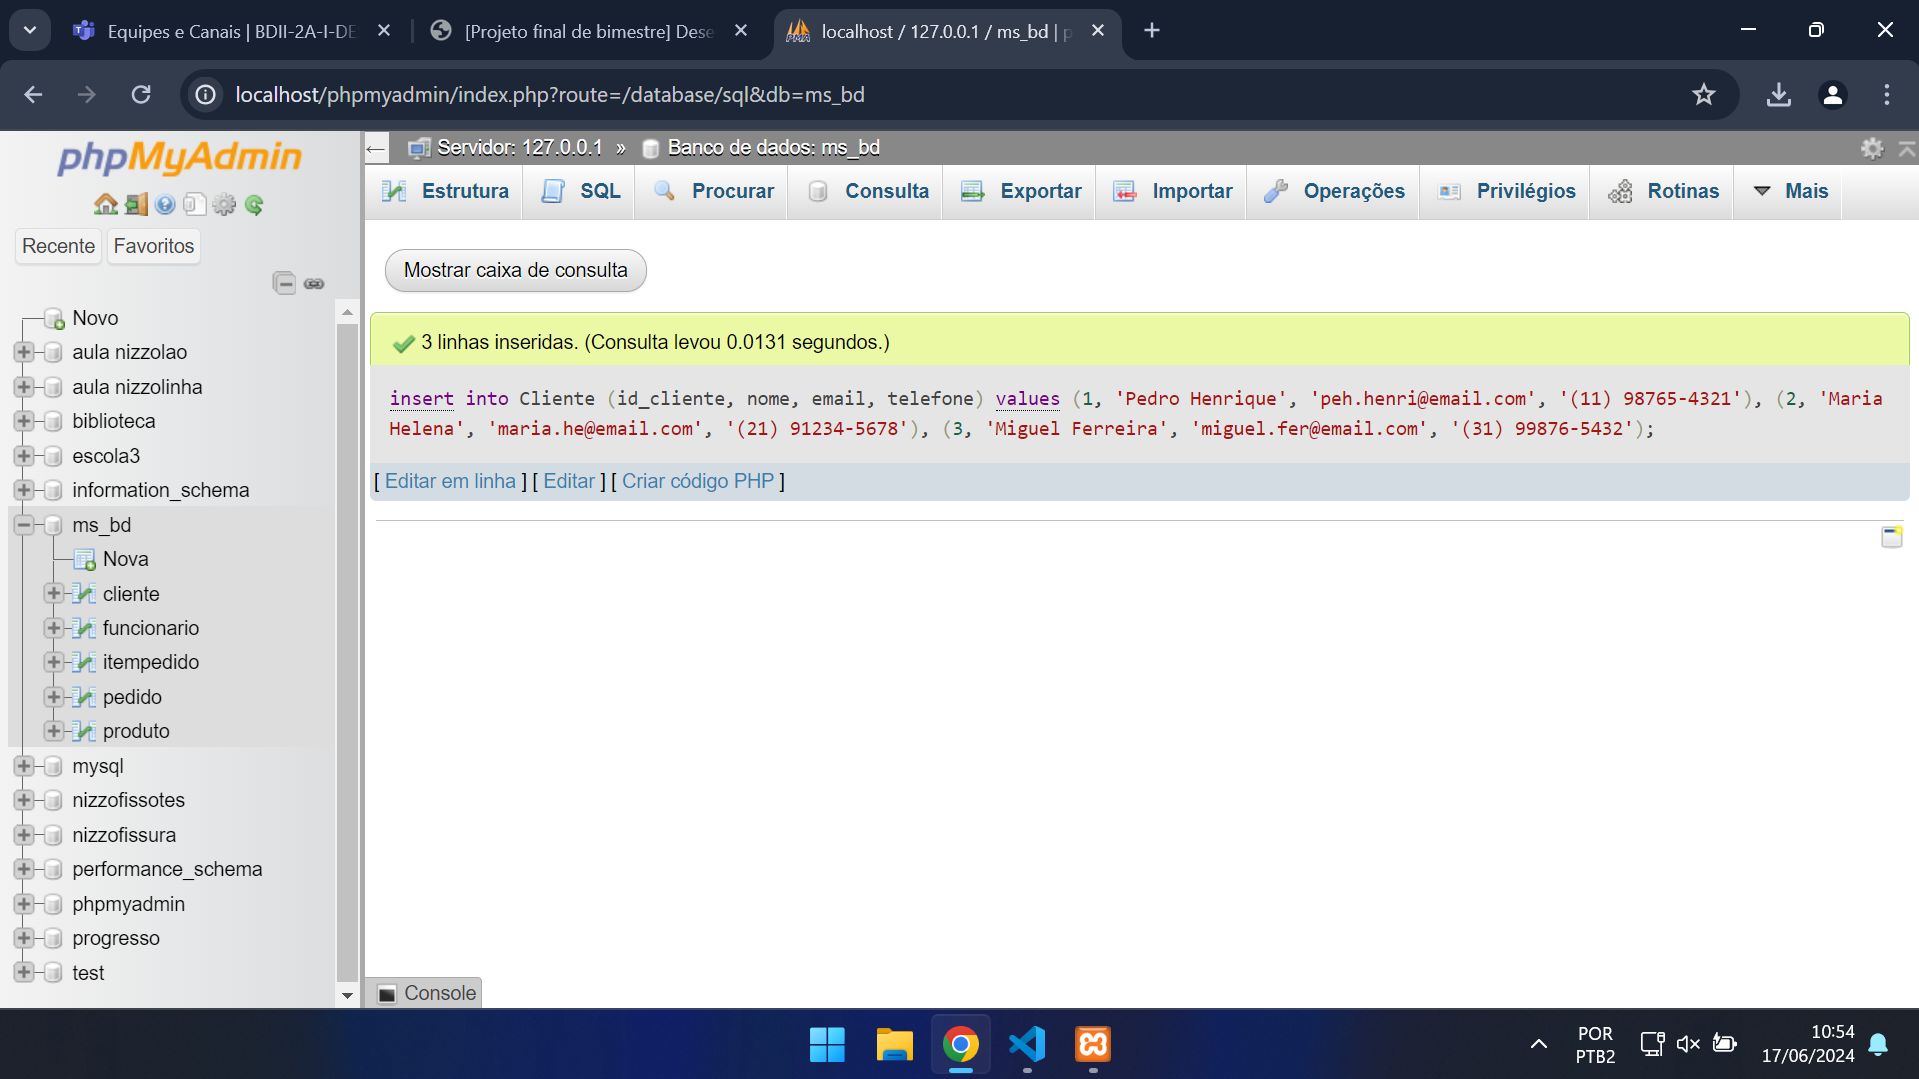 Equipes e Canais | BDII-2A-I-DE
[Projeto final de bimestre] Dese
localhost / 127.0.0.1 / ms_bd | p
localhost/phpmyadmin/index.php?route=/database/sql&db=ms_bd
phpMyAdmin
Recente
Favoritos
Novo
aula nizzolao
aula nizzolinha
biblioteca
escola3
information_schema
ms_bd
Nova
cliente
funcionario
itempedido
pedido
produto
mysql
nizzofissotes
nizzofissura
performance_schema
phpmyadmin
progresso
test
Servidor: 127.0.0.1 » Banco de dados: ms_bd
Estrutura
SQL
Procurar
Consulta
Exportar
Importar
Operações
Privilégios
Rotinas
Mais
Mostrar caixa de consulta
3 linhas inseridas. (Consulta levou 0.0131 segundos.)
insert into Cliente (id_cliente, nome, email, telefone) values (1, 'Pedro Henrique', 'peh.henri@email.com', '(11) 98765-4321'), (2, 'Maria
Helena', 'maria.he@email.com', '(21) 91234-5678'), (3, 'Miguel Ferreira', 'miguel.fer@email.com', '(31) 99876-5432');
[ Editar em linha ] [ Editar ] [ Criar código PHP ]
Console
POR
PTB2
10:54
17/06/2024